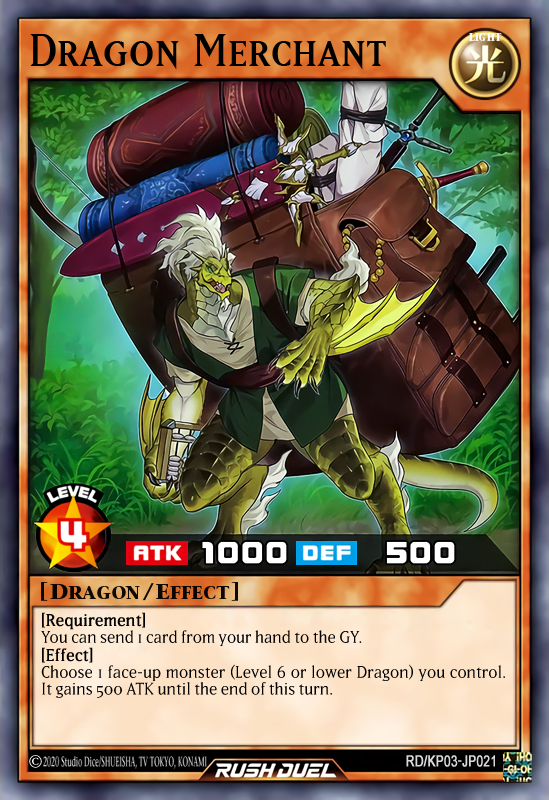 DRAGON MERCHANT
LIGHT
光
LEVEL
4
ATK 1000 DEF 500
[DRAGON/EFFECT]
[Requirement]
You can send 1 card from your hand to the GY.
[Effect]
Choose 1 face-up monster (Level 6 or lower Dragon) you control.
It gains 500 ATK until the end of this turn.
©2020 Studio Dice/SHUEISHA, TV TOKYO, KONAMI
RUSH DUEL
RD/KP03-JP021